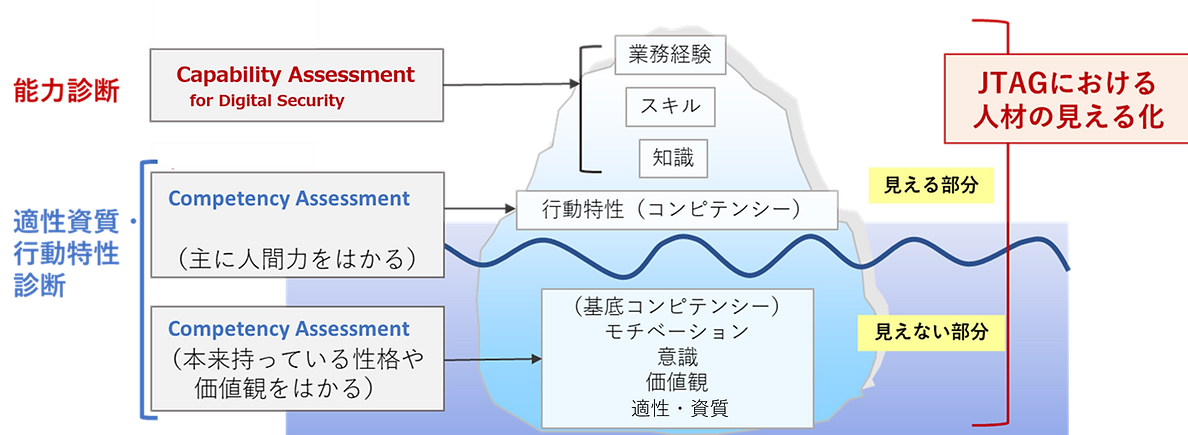 能力診断
Capability Assessment
for Digital Security
業務経験
スキル
知識
JTAGにおける
人材の見える化
適性資質・
行動特性
診断
Competency Assessment
（主に人間力をはかる）
行動特性（コンピテンシー）
見える部分
Competency Assessment
（本来持っている性格や
価値観をはかる）
（基底コンピテンシー）
モチベーション
意識
価値観
適性・資質
見えない部分